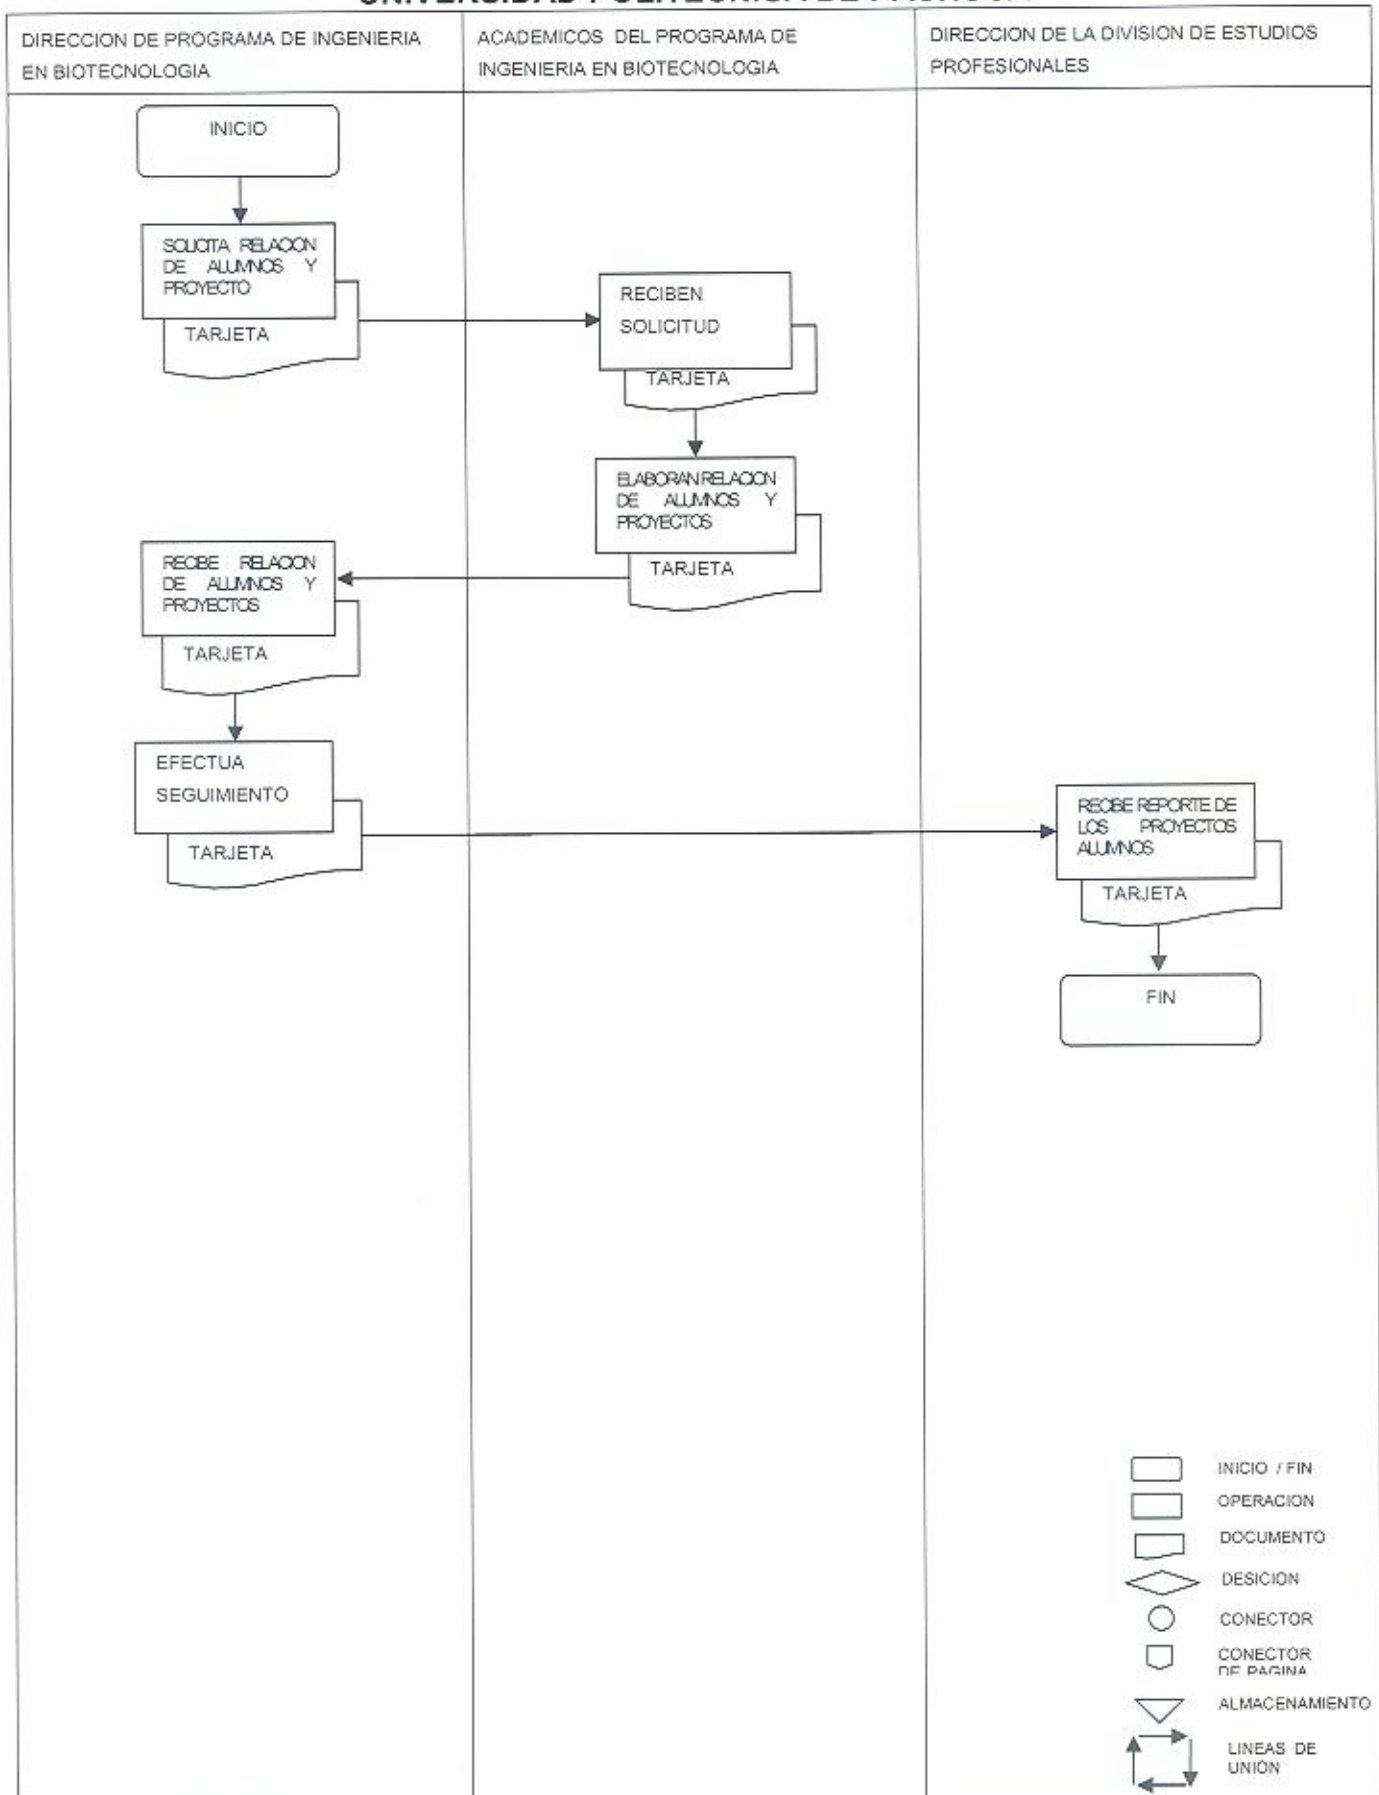 DIRECCION DE PROGRAMA DE INGENIERIA
EN BIOTECNOLOGIA
ACADEMICOS DEL PROGRAMA DE
INGENIERIA EN BIOTECNOLOGIA
DIRECCION DE LA DIVISION DE ESTUDIOS
PROFESIONALES
INICIO
SOLICITA RELACION
DE ALUMNOS Y
PROYECTO
TARJETA
RECIBEN
SOLICITUD
TARJETA
ELABORAN RELACION
DE ALUMNOS Y
PROYECTOS
TARJETA
RECIBE RELACION
DE ALUMNOS Y
PROYECTOS
TARJETA
EFECTUA
SEGUIMIENTO
TARJETA
RECIBE REPORTE DE
LOS PROYECTOS
ALUMNOS
TARJETA
FIN
INICIO / FIN
OPERACION
DOCUMENTO
DESICION
CONECTOR
CONECTOR
DE PAGINA
ALMACENAMIENTO
LINEAS DE
UNIÓN